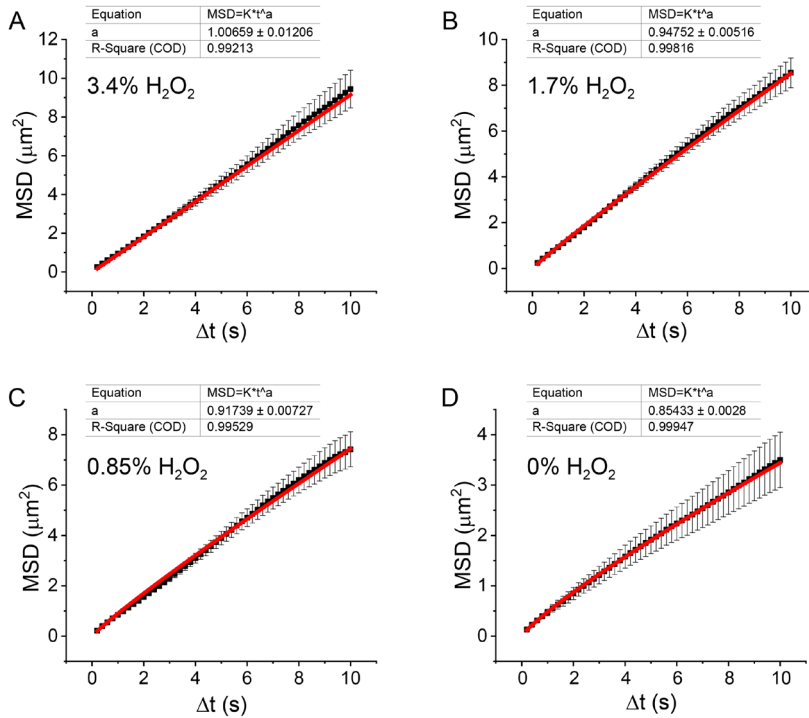 A
Equation MSD=K*t^a
a 1.00659 ± 0.01206
R-Square (COD) 0.99213
3.4% H₂O₂
MSD (μm²)
12
10
8
6
4
2
0
0 2 4 6 8 10
Δt (s)
B
Equation MSD=K*t^a
a 0.94752 ± 0.00516
R-Square (COD) 0.99816
1.7% H₂O₂
MSD (μm²)
10
8
6
4
2
0
0 2 4 6 8 10
Δt (s)
C
Equation MSD=K*t^a
a 0.91739 ± 0.00727
R-Square (COD) 0.99529
0.85% H₂O₂
MSD (μm²)
8
6
4
2
0
0 2 4 6 8 10
Δt (s)
D
Equation MSD=K*t^a
a 0.85433 ± 0.0028
R-Square (COD) 0.99947
0% H₂O₂
MSD (μm²)
4
3
2
1
0
0 2 4 6 8 10
Δt (s)